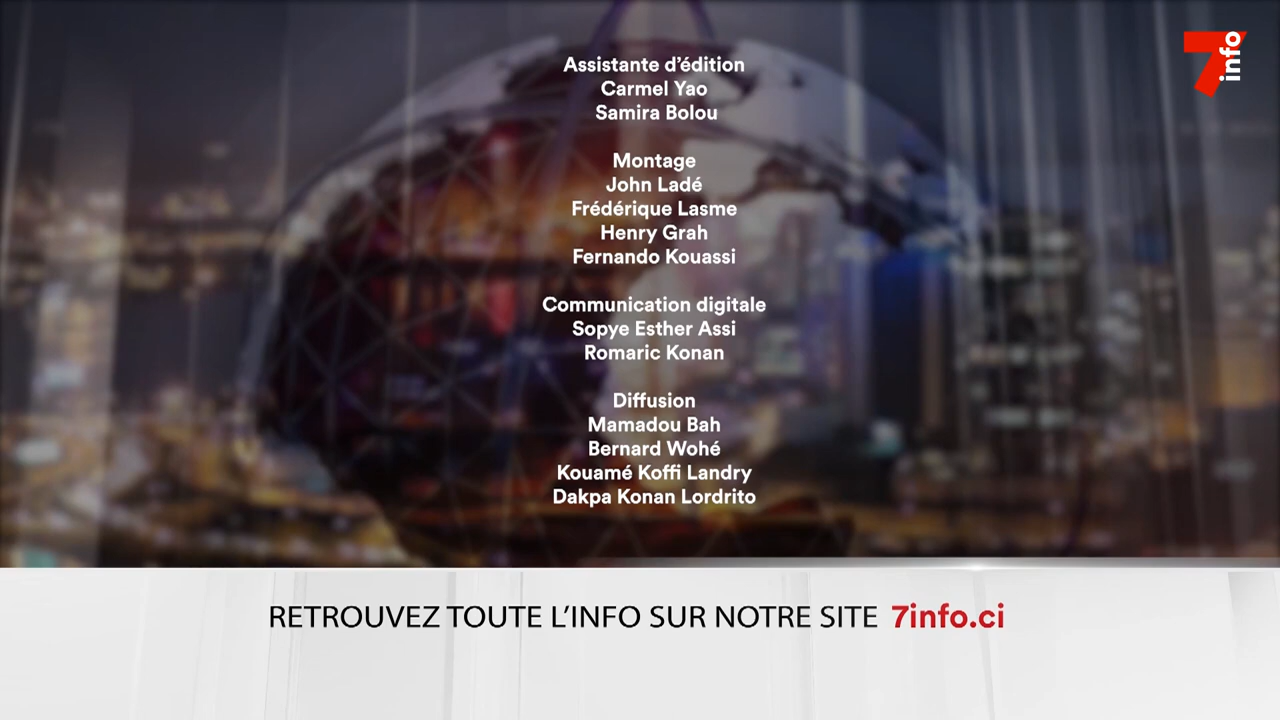 7info
Assistante d’édition
Carmel Yao
Samira Bolou
Montage
John Ladé
Frédérique Lasme
Henry Grah
Fernando Kouassi
Communication digitale
Sopye Esther Assi
Romaric Konan
Diffusion
Mamadou Bah
Bernard Wohé
Kouamé Koffi Landry
Dakpa Konan Lordrito
RETROUVEZ TOUTE L’INFO SUR NOTRE SITE 7info.ci